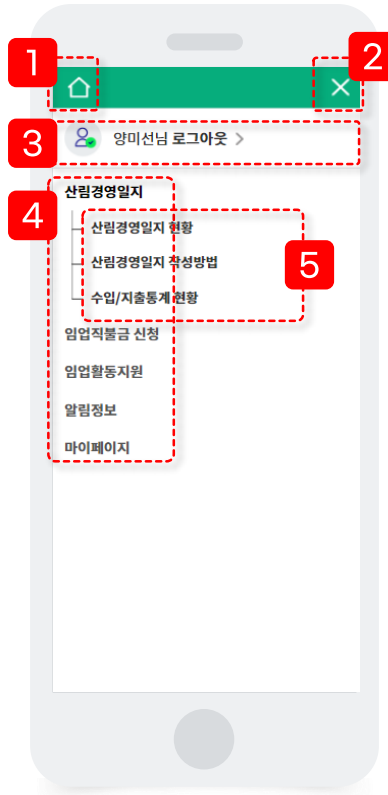 1
2
3
양미선님 로그아웃 >
4
산림경영일지
5
산림경영일지 현황
산림경영일지 작성방법
수입/지출통계 현황
임업직불금 신청
임업활동지원
알림정보
마이페이지